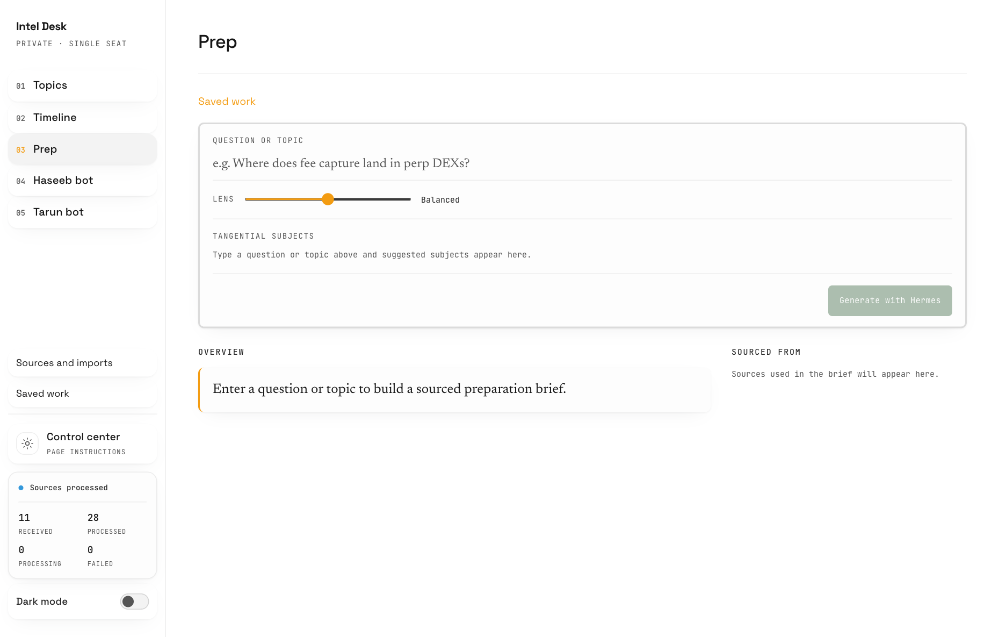 Intel Desk
PRIVATE · SINGLE SEAT
01 Topics
02 Timeline
03 Prep
04 Haseeb bot
05 Tarun bot
Sources and imports
Saved work
Control center
PAGE INSTRUCTIONS
Sources processed
11 28
RECEIVED PROCESSED
0 0
PROCESSING FAILED
Dark mode
Prep
Saved work
QUESTION OR TOPIC
e.g. Where does fee capture land in perp DEXs?
LENS Balanced
TANGENTIAL SUBJECTS
Type a question or topic above and suggested subjects appear here.
Generate with Hermes
OVERVIEW
Enter a question or topic to build a sourced preparation brief.
SOURCED FROM
Sources used in the brief will appear here.